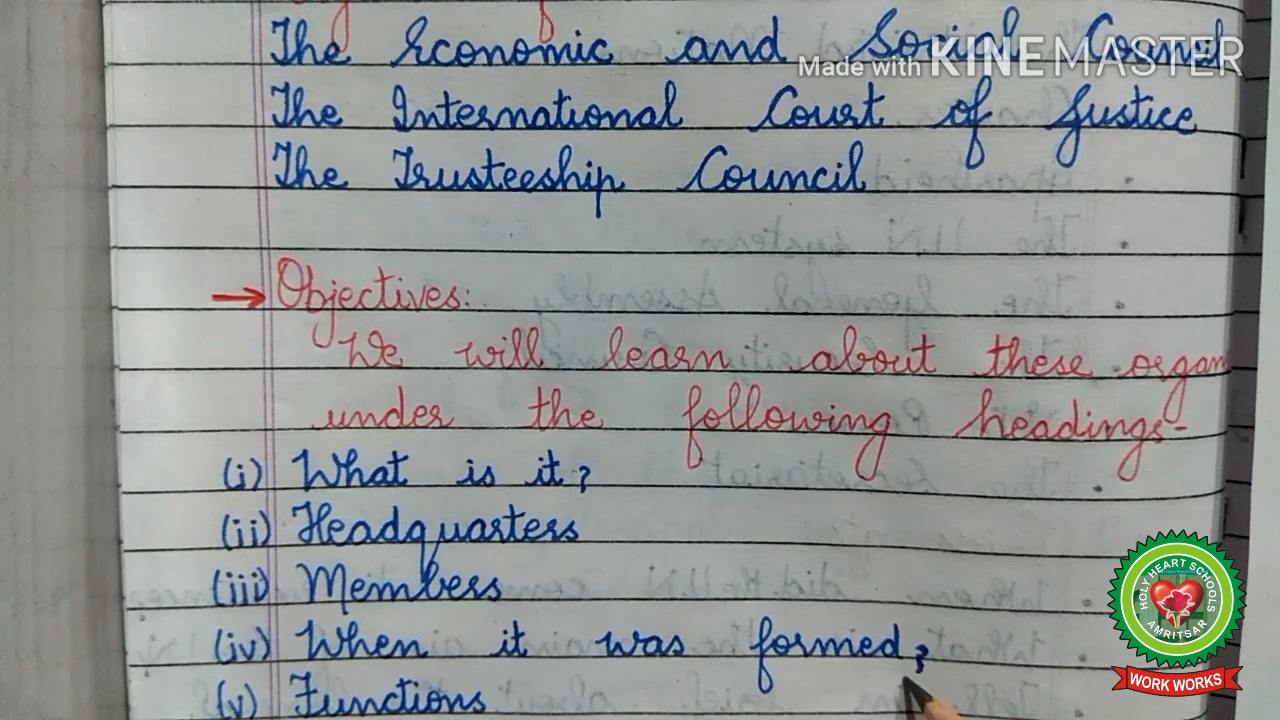 The Economic and Social Council
Made with KINEMASTER
The International Court of Justice
The Trusteeship Council
→ Objectives:
We will learn about these organ
under the following headings-
(i) What is it?
(ii) Headquarters
(iii) Members
(iv) When it was formed?
(v) Functions
HOLY HEART SCHOOLS
AMRITSAR
WORK WORKS